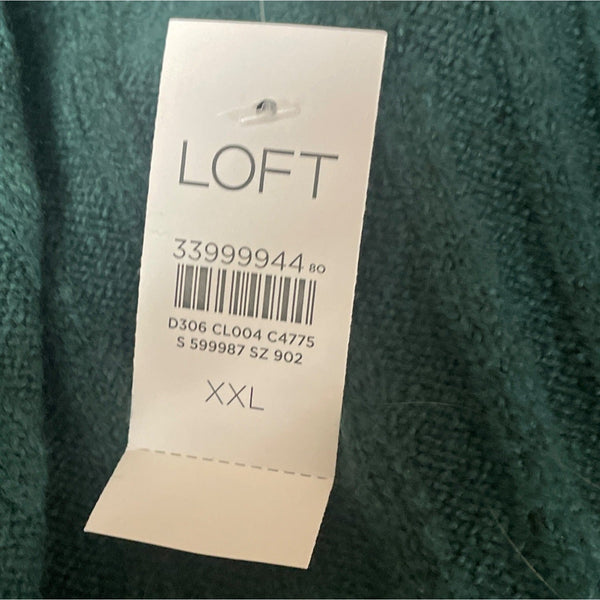 LOFT
33999944 80
D306 CL004 C4775
S 599987 SZ 902
XXL